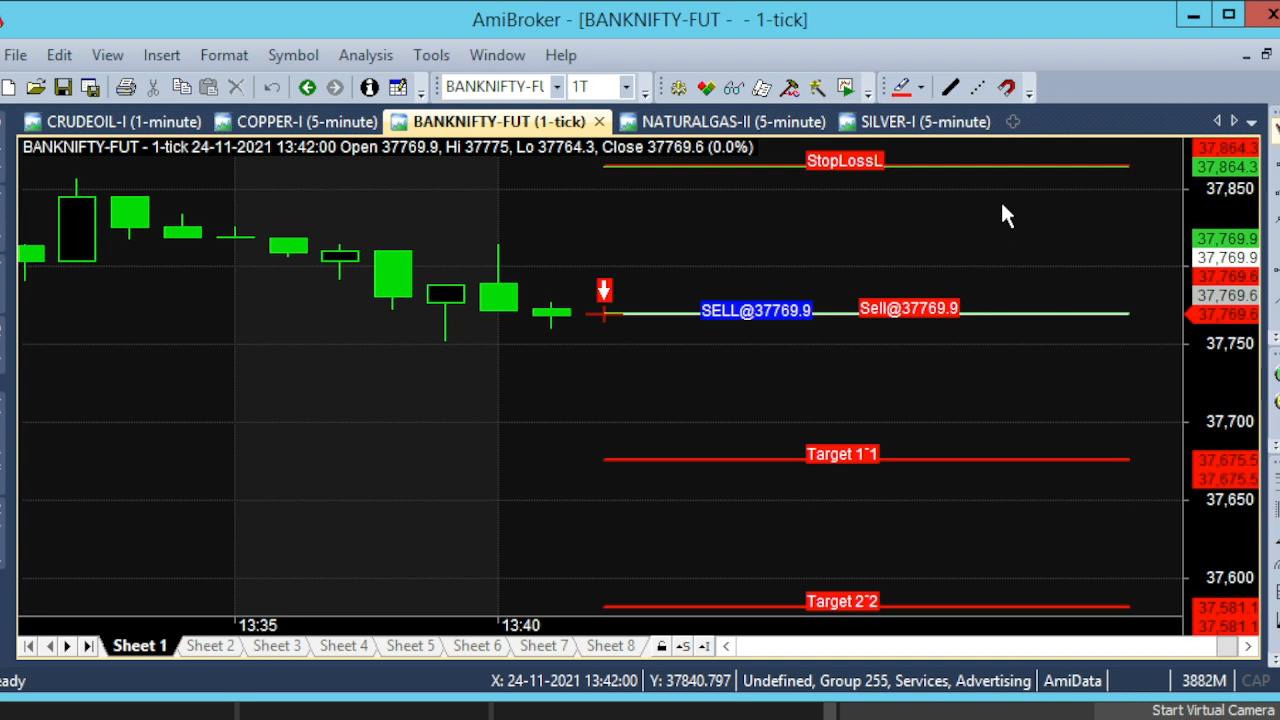 AmiBroker - [BANKNIFTY-FUT - - 1-tick]
File Edit View Insert Format Symbol Analysis Tools Window Help
BANKNIFTY-FU 1T
CRUDEOIL-I (1-minute) COPPER-I (5-minute) BANKNIFTY-FUT (1-tick) NATURALGAS-II (5-minute) SILVER-I (5-minute)
BANKNIFTY-FUT - 1-tick 24-11-2021 13:42:00 Open 37769.9, Hi 37775, Lo 37764.3, Close 37769.6 (0.0%)
37,864.3
StopLossL
37,864.3
37,850
37,769.9
37,769.9
37,769.6
37,769.6
SELL@37769.9 Sell@37769.9 37,769.6
37,750
37,700
Target 1 1 37,675.5
37,675.5
37,650
37,600
Target 2 2 37,581.1
13:35 13:40 37,581.1
Sheet 1 Sheet 2 Sheet 3 Sheet 4 Sheet 5 Sheet 6 Sheet 7 Sheet 8
eady X: 24-11-2021 13:42:00 Y: 37840.797 Undefined, Group 255, Services, Advertising AmiData 3882M CAP
Start Virtual Camera